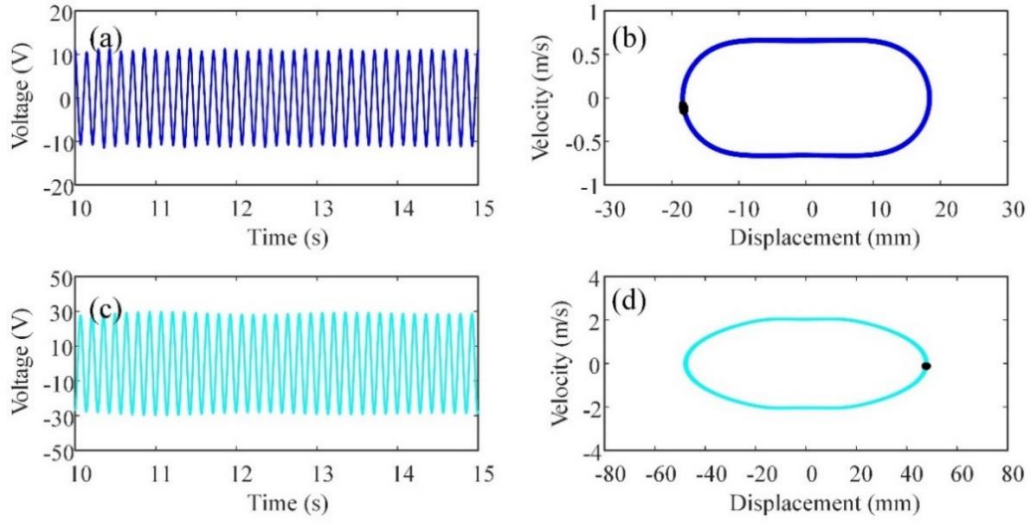 20
10
0
-10
-20
Voltage (V)
(a)
10 11 12 13 14 15
Time (s)
1
0.5
0
-0.5
-1
Velocity (m/s)
(b)
-30 -20 -10 0 10 20 30
Displacement (mm)
50
30
10
-10
-30
-50
Voltage (V)
(c)
10 11 12 13 14 15
Time (s)
4
2
0
-2
-4
Velocity (m/s)
(d)
-80 -60 -40 -20 0 20 40 60 80
Displacement (mm)